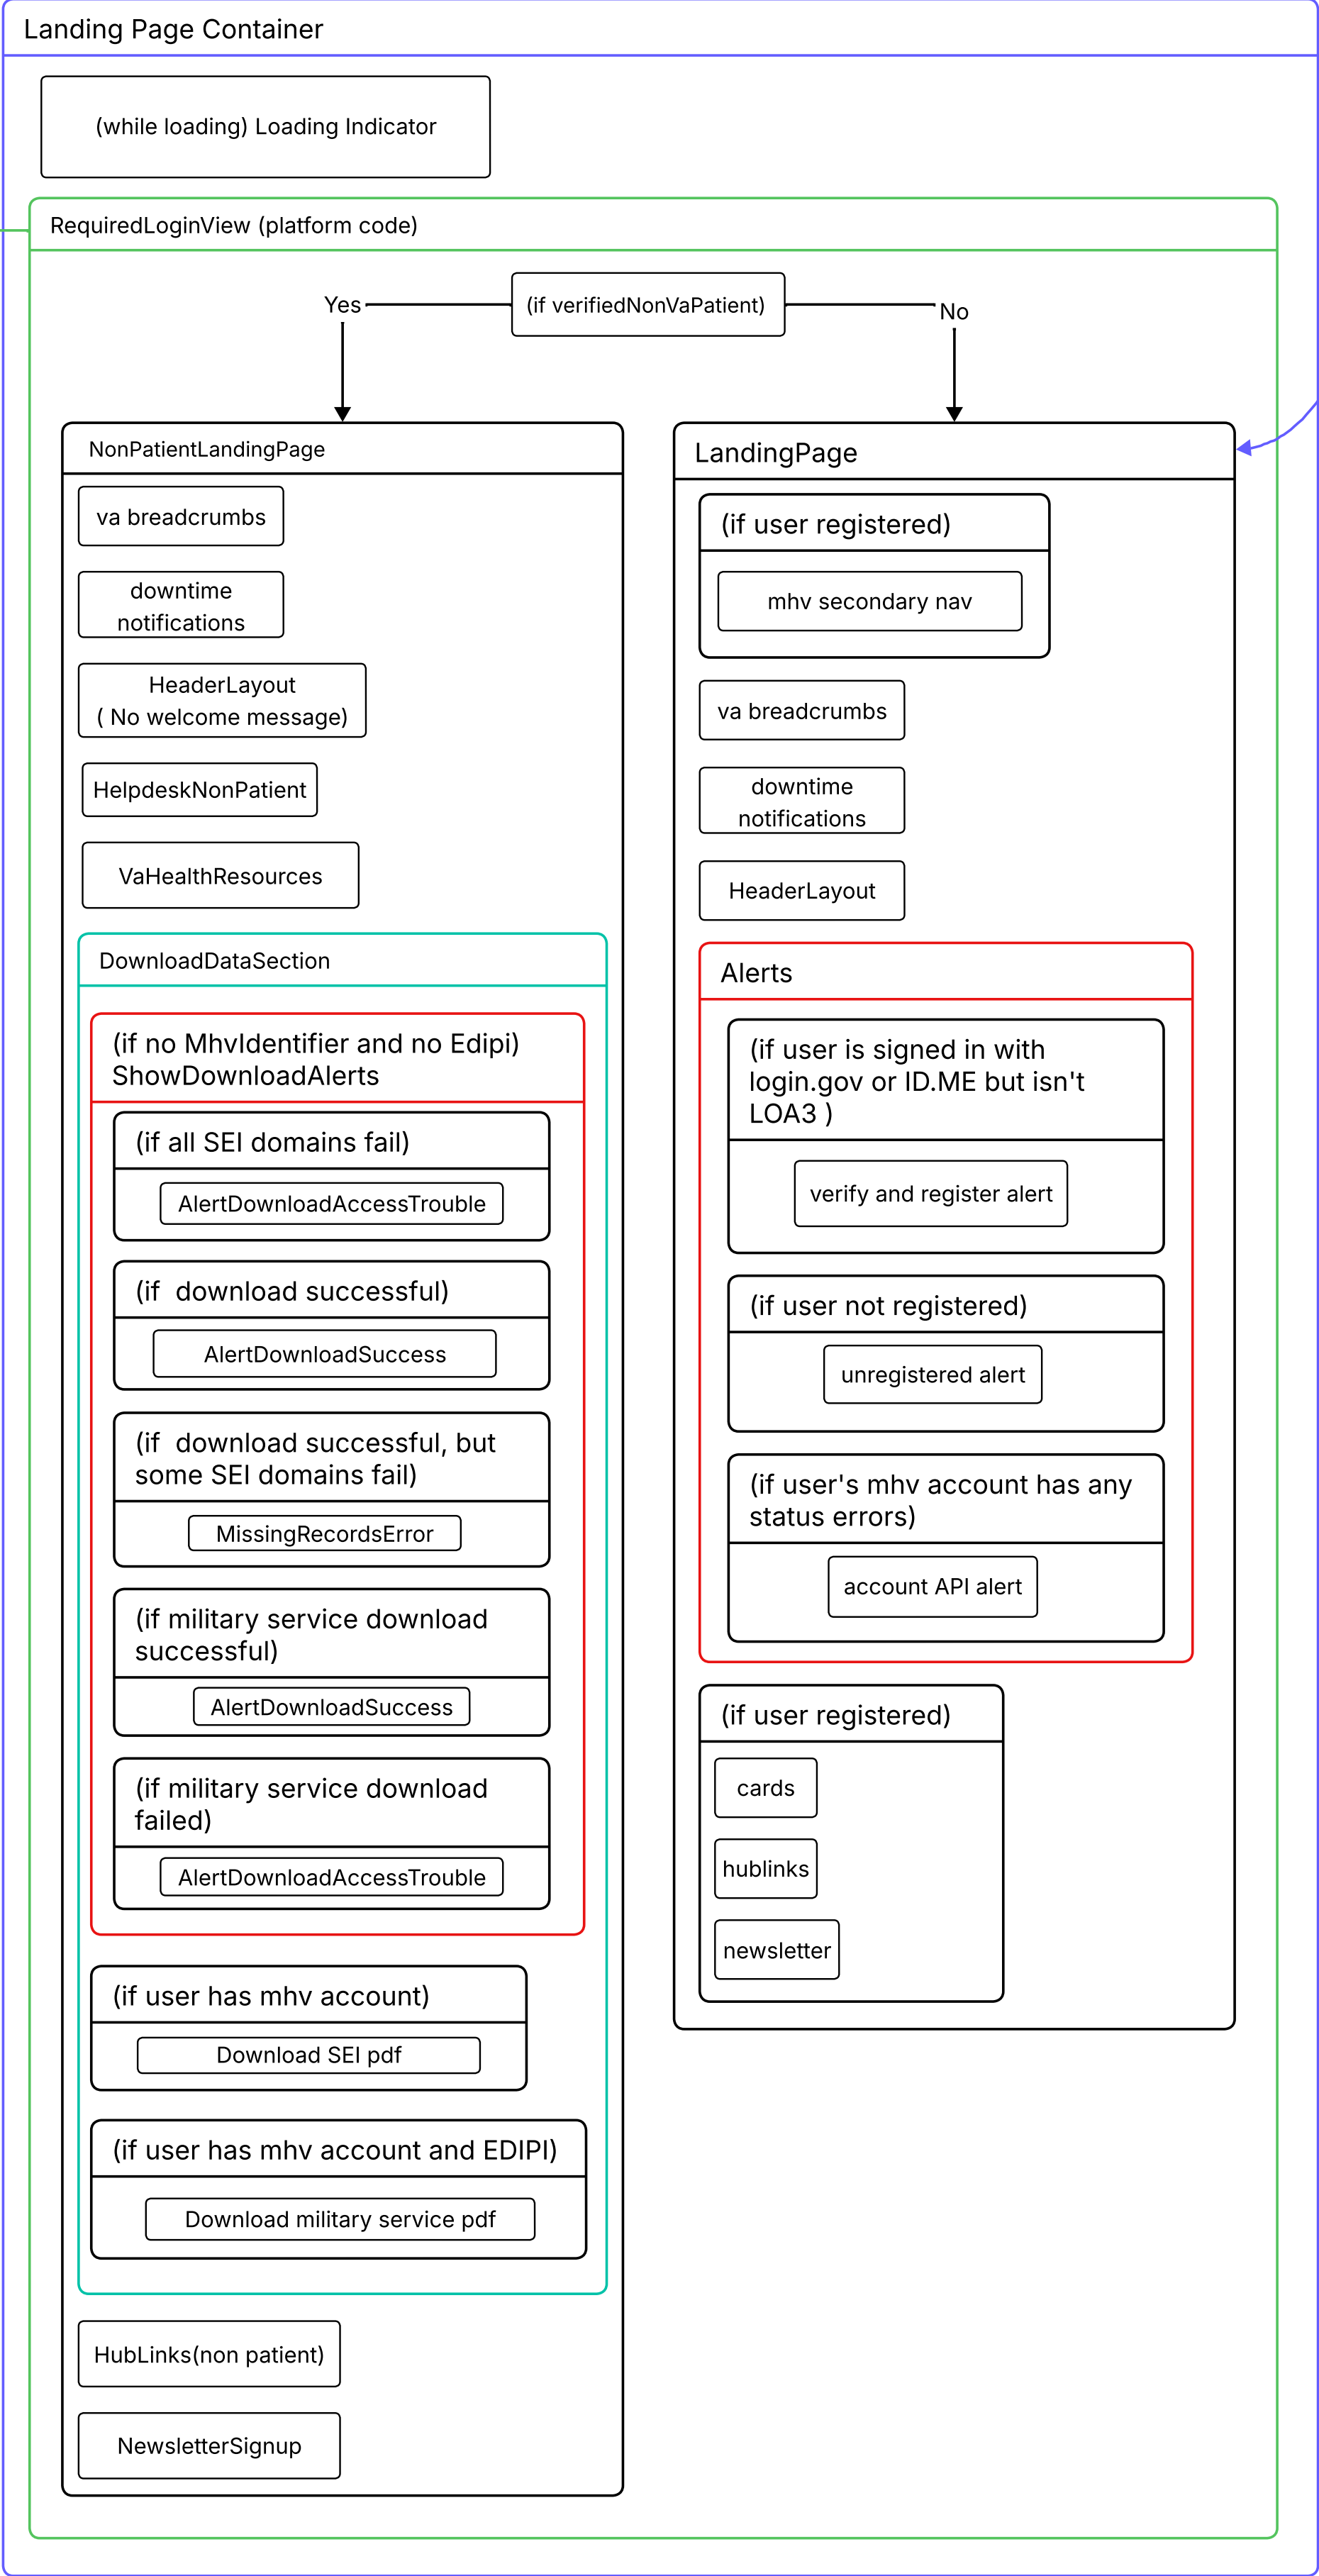 Landing Page Container
(while loading) Loading Indicator
RequiredLoginView (platform code)
(if verifiedNonVaPatient)
Yes
No
NonPatientLandingPage
va breadcrumbs
downtime
notifications
HeaderLayout
( No welcome message)
HelpdeskNonPatient
VaHealthResources
DownloadDataSection
(if no MhvIdentifier and no Edipi)
ShowDownloadAlerts
(if all SEI domains fail)
AlertDownloadAccessTrouble
(if  download successful)
AlertDownloadSuccess
(if  download successful, but
some SEI domains fail)
MissingRecordsError
(if military service download
successful)
AlertDownloadSuccess
(if military service download
failed)
AlertDownloadAccessTrouble
(if user has mhv account)
Download SEI pdf
(if user has mhv account and EDIPI)
Download military service pdf
HubLinks(non patient)
NewsletterSignup
LandingPage
(if user registered)
mhv secondary nav
va breadcrumbs
downtime
notifications
HeaderLayout
Alerts
(if user is signed in with
login.gov or ID.ME but isn't
LOA3 )
verify and register alert
(if user not registered)
unregistered alert
(if user's mhv account has any
status errors)
account API alert
(if user registered)
cards
hublinks
newsletter